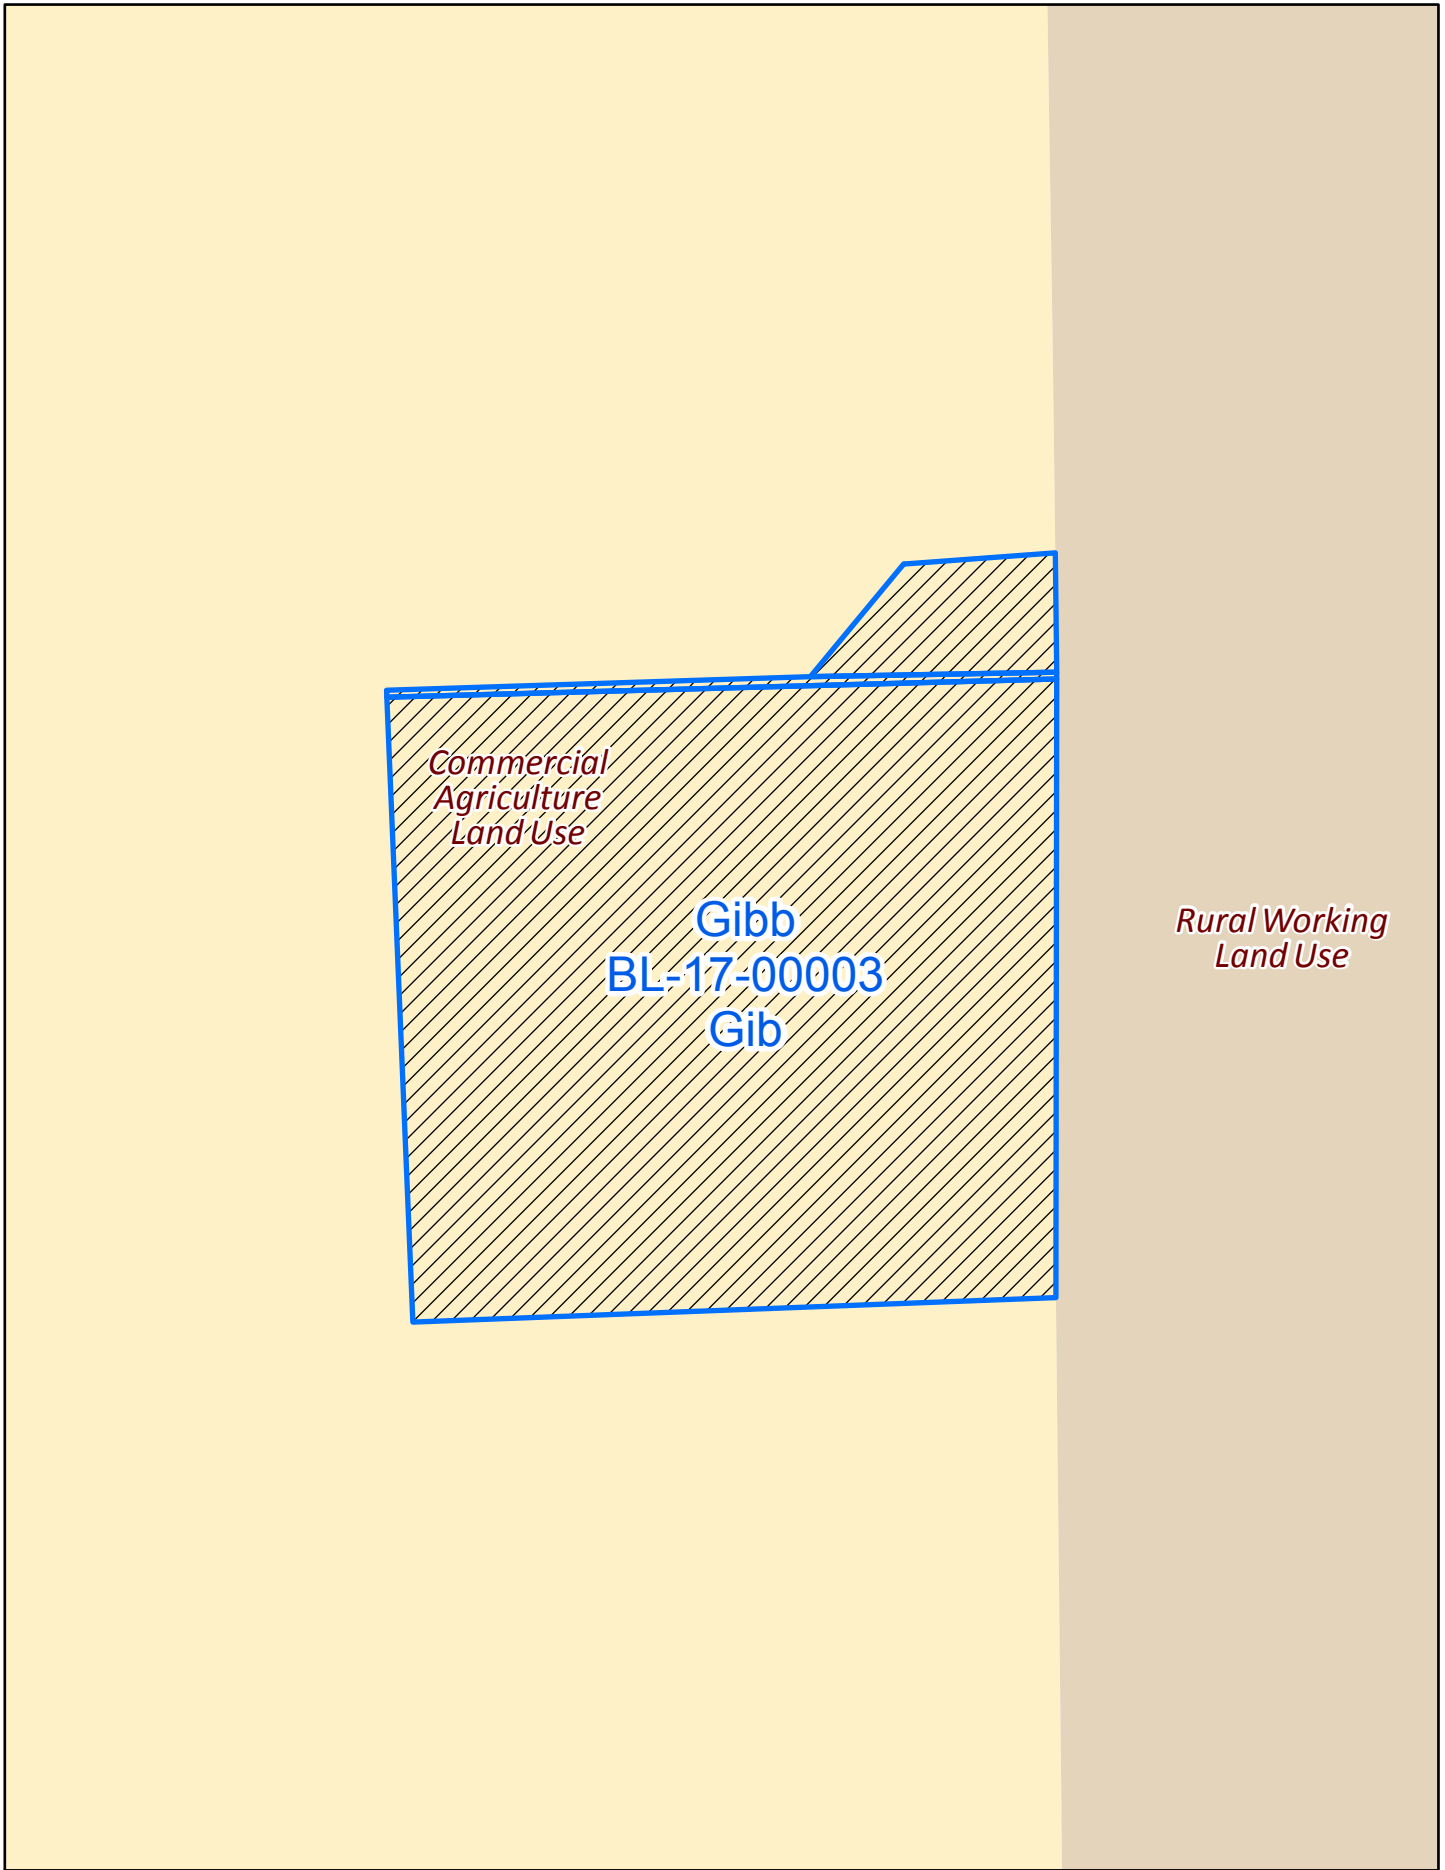 Commercial
Agriculture
Land Use
Gibb
BL-17-00003
Gib
Rural Working
Land Use